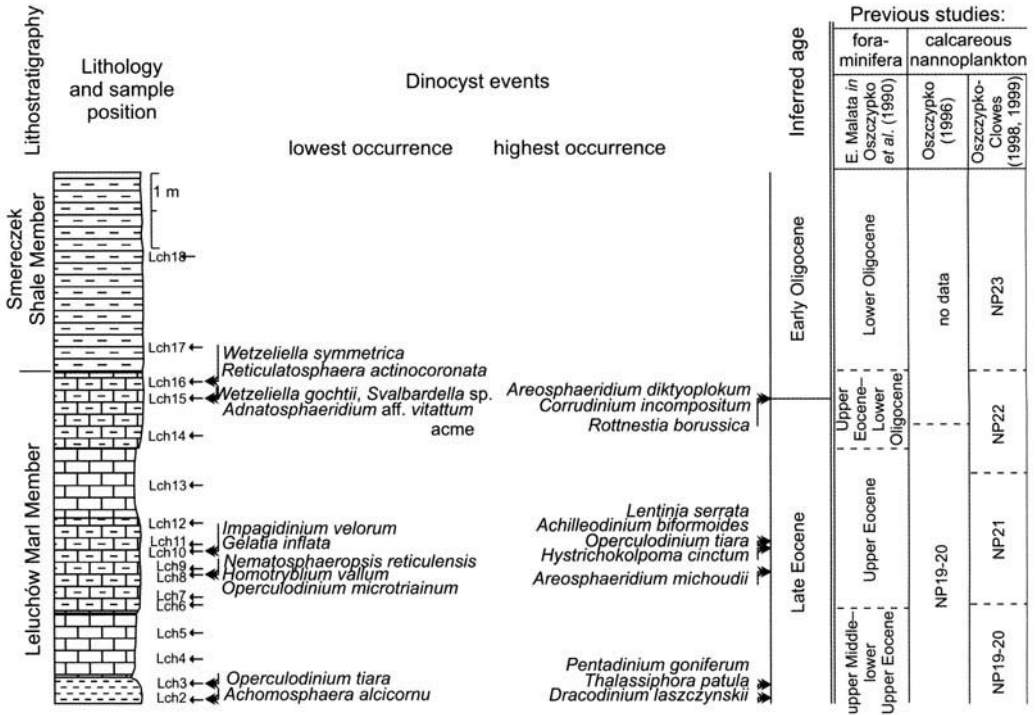 Previous studies:
fora-
minifera
calcareous
nannoplankton
Lithostratigraphy
Lithology
and sample
position
Dinocyst events
lowest occurrence
highest occurrence
Inferred age
E. Malata in
Oszczypko
et al. (1990)
Oszczypko
(1996)
Oszczypko-
Clowes
(1998, 1999)
Smereczek
Shale Member
Leluchów Marl Member
1 m
Lch18
Lch17
Lch16
Lch15
Lch14
Lch13
Lch12
Lch11
Lch10
Lch9
Lch8
Lch7
Lch6
Lch5
Lch4
Lch3
Lch2
Wetzeliella symmetrica
Reticulatosphaera actinocoronata
Wetzeliella gochtii, Svalbardella sp.
Adnatosphaeridium aff. vitattum
acme
Impagidinium velorum
Gelatia inflata
Nematosphaeropsis reticulensis
Homotryblium vallum
Operculodinium microtriainum
Operculodinium tiara
Achomosphaera alcicornu
Areosphaeridium diktyoplokum
Corrudinium incompositum
Rottnestia borussica
Lentinia serrata
Achilleodinium biformoides
Operculodinium tiara
Hystrichokolpoma cinctum
Areosphaeridium michoudii
Pentadinium goniferum
Thalassiphora patula
Dracodinium laszczynskii
Early Oligocene
Late Eocene
Lower Oligocene
Upper
Eocene–
Lower
Oligocene
Upper Eocene
upper Middle–
lower
Upper Eocene
no data
NP19-20
NP23
NP22
NP21
NP19-20